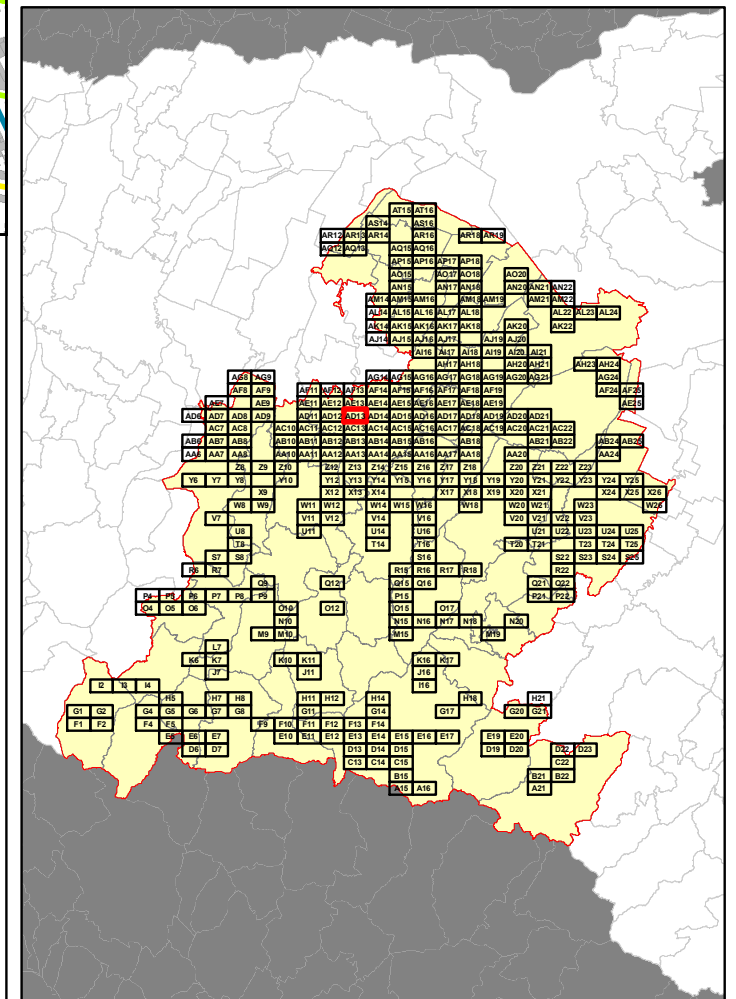 AT15 AT16
AS14 AS16
AR12 AR13 AR14 AR16 AR18 AR19
AQ12 AQ13 AQ15 AQ16
AP15 AP16 AP17 AP18
AO15 AO17 AO18 AO20
AN15 AN17 AN18 AN20 AN21 AN22
AM14 AM15 AM16 AM18 AM19 AM21 AM22
AL14 AL15 AL16 AL17 AL18 AL22 AL23 AL24
AK14 AK15 AK16 AK17 AK18 AK20 AK22
AJ14 AJ15 AJ16 AJ17 AJ19 AJ20
AI16 AI17 AI18 AI19 AI20 AI21
AH17 AH18 AH20 AH21 AH23 AH24
AG8 AG9 AG14 AG15 AG16 AG17 AG18 AG19 AG20 AG21 AG24
AF8 AF9 AF11 AF12 AF13 AF14 AF15 AF16 AF17 AF18 AF19 AF24 AF25
AE7 AE9 AE11 AE12 AE13 AE14 AE15 AE16 AE17 AE18 AE19 AE25
AD6 AD7 AD8 AD9 AD11 AD12 AD13 AD14 AD15 AD16 AD17 AD18 AD19 AD20 AD21
AC7 AC8 AC10 AC11 AC12 AC13 AC14 AC15 AC16 AC17 AC18 AC19 AC20 AC21 AC22
AB6 AB7 AB8 AB10 AB11 AB12 AB13 AB14 AB15 AB16 AB17 AB18 AB21 AB22 AB24 AB25
AA6 AA7 AA8 AA10 AA11 AA12 AA13 AA14 AA15 AA16 AA17 AA18 AA20 AA24
Z8 Z9 Z10 Z12 Z13 Z14 Z15 Z16 Z17 Z18 Z20 Z21 Z22 Z23
Y6 Y7 Y8 Y10 Y12 Y13 Y14 Y15 Y16 Y17 Y18 Y19 Y20 Y21 Y22 Y23 Y24 Y25
X9 X12 X13 X14 X17 X18 X19 X20 X21 X24 X25 X26
W8 W9 W11 W12 W14 W15 W16 W18 W20 W21 W23 W26
V7 V11 V12 V14 V16 V20 V21 V22 V23
U8 U11 U14 U16 U21 U22 U23 U24 U25
T8 T14 T16 T20 T21 T23 T24 T25
S7 S8 S16 S22 S23 S24 S25
R6 R7 R15 R16 R17 R18 R22
Q9 Q12 Q15 Q16 Q21 Q22
P4 P5 P6 P7 P8 P9 P15 P21 P22
O4 O5 O6 O10 O12 O15 O17
N10 N15 N16 N17 N18 N20
M9 M10 M15 M19
L7
K6 K7 K10 K11 K16 K17
J7 J11 J16
I2 I3 I4 I16
H5 H7 H8 H11 H12 H14 H18 H21
G1 G2 G4 G5 G6 G7 G8 G11 G14 G17 G20 G21
F1 F2 F4 F5 F9 F10 F11 F12 F13 F14
E5 E6 E7 E10 E11 E12 E13 E14 E15 E16 E17 E19 E20
D6 D7 D13 D14 D15 D19 D20 D22 D23
C13 C14 C15 C22
B15 B21 B22
A15 A16 A21